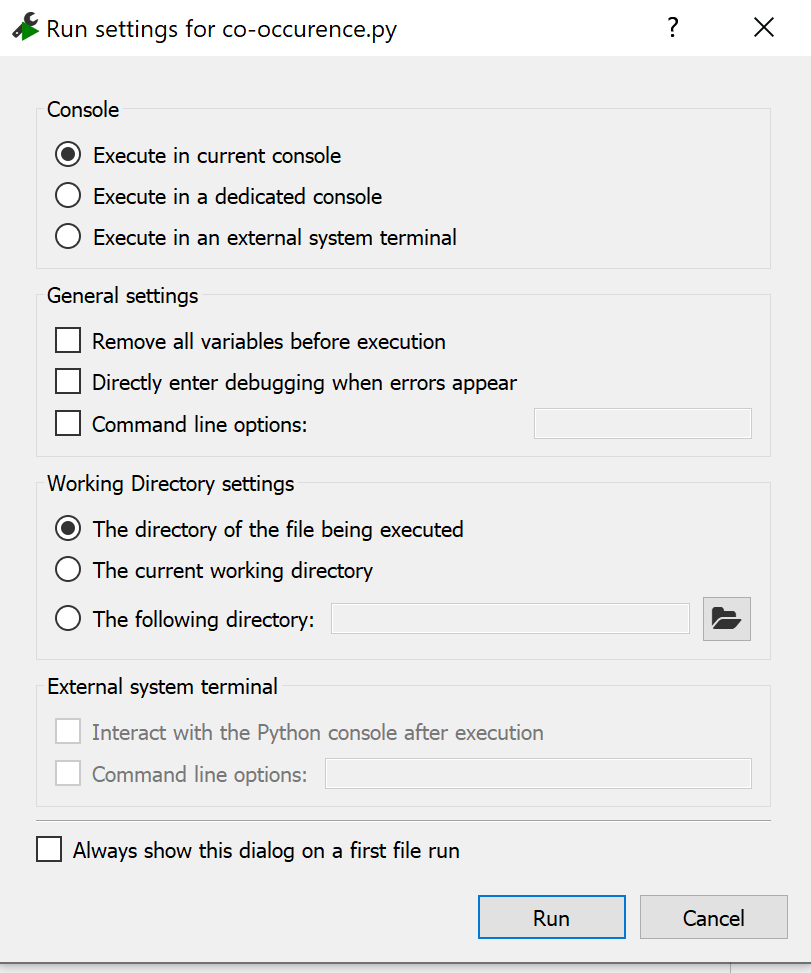 Run settings for co-occurence.py
?
Console
Execute in current console
Execute in a dedicated console
Execute in an external system terminal
General settings
Remove all variables before execution
Directly enter debugging when errors appear
Command line options:
Working Directory settings
The directory of the file being executed
The current working directory
The following directory:
External system terminal
Interact with the Python console after execution
Command line options:
Always show this dialog on a first file run
Run Cancel